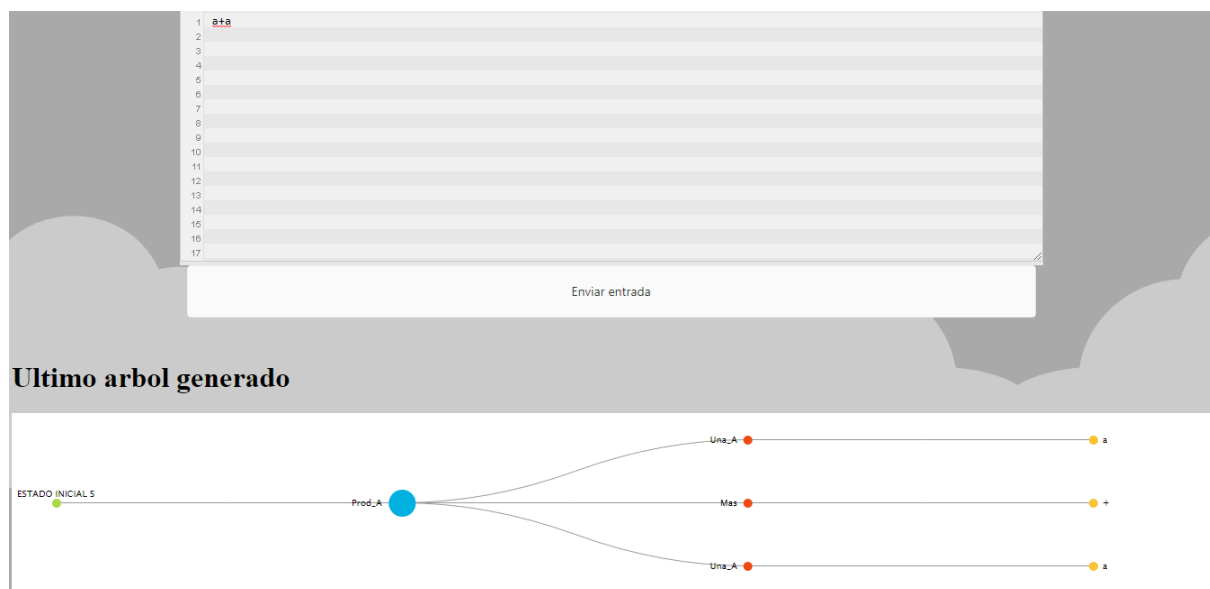 1 a+a
2
3
4
5
6
7
8
9
10
11
12
13
14
15
16
17
Enviar entrada
Ultimo arbol generado
Una_A a
ESTADO INICIAL S
Prod_A Mas +
Una_A a